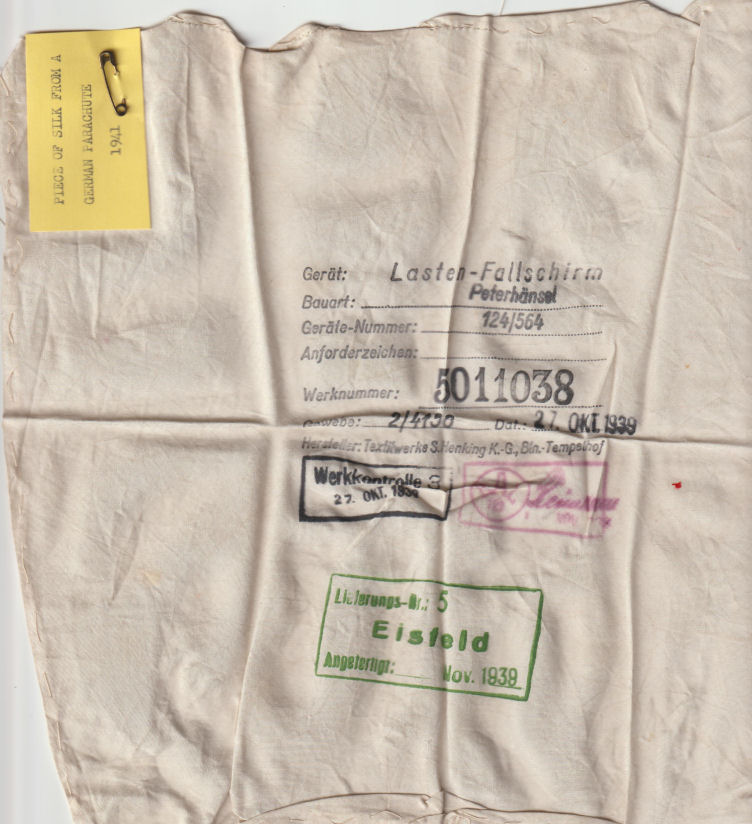 PIECE OF SILK FROM A
GERMAN PARACHUTE
1941
Gerät: Lasten-Fallschirm
Bauart: Peterhänsel
Geräte-Nummer: 124/564
Anforderzeichen:
Werknummer: 5011038
Gewebe: 2/4130 Dat.: 27. OKT. 1939
Hersteller: Textilwerke S. Henking K.-G., Bln.-Tempelhof
Werkkontrolle 3
27. OKT. 1939
Lieferungs-Nr.: 5
Eisfeld
Angefertigt: Nov. 1939